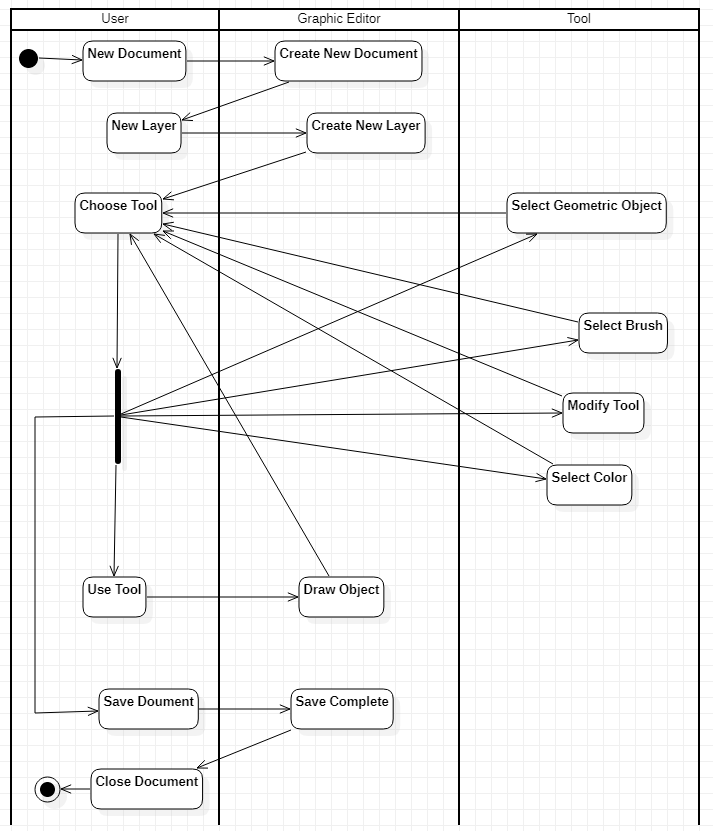 User
Graphic Editor
Tool
New Document
Create New Document
New Layer
Create New Layer
Choose Tool
Select Geometric Object
Select Brush
Modify Tool
Select Color
Use Tool
Draw Object
Save Doument
Save Complete
Close Document